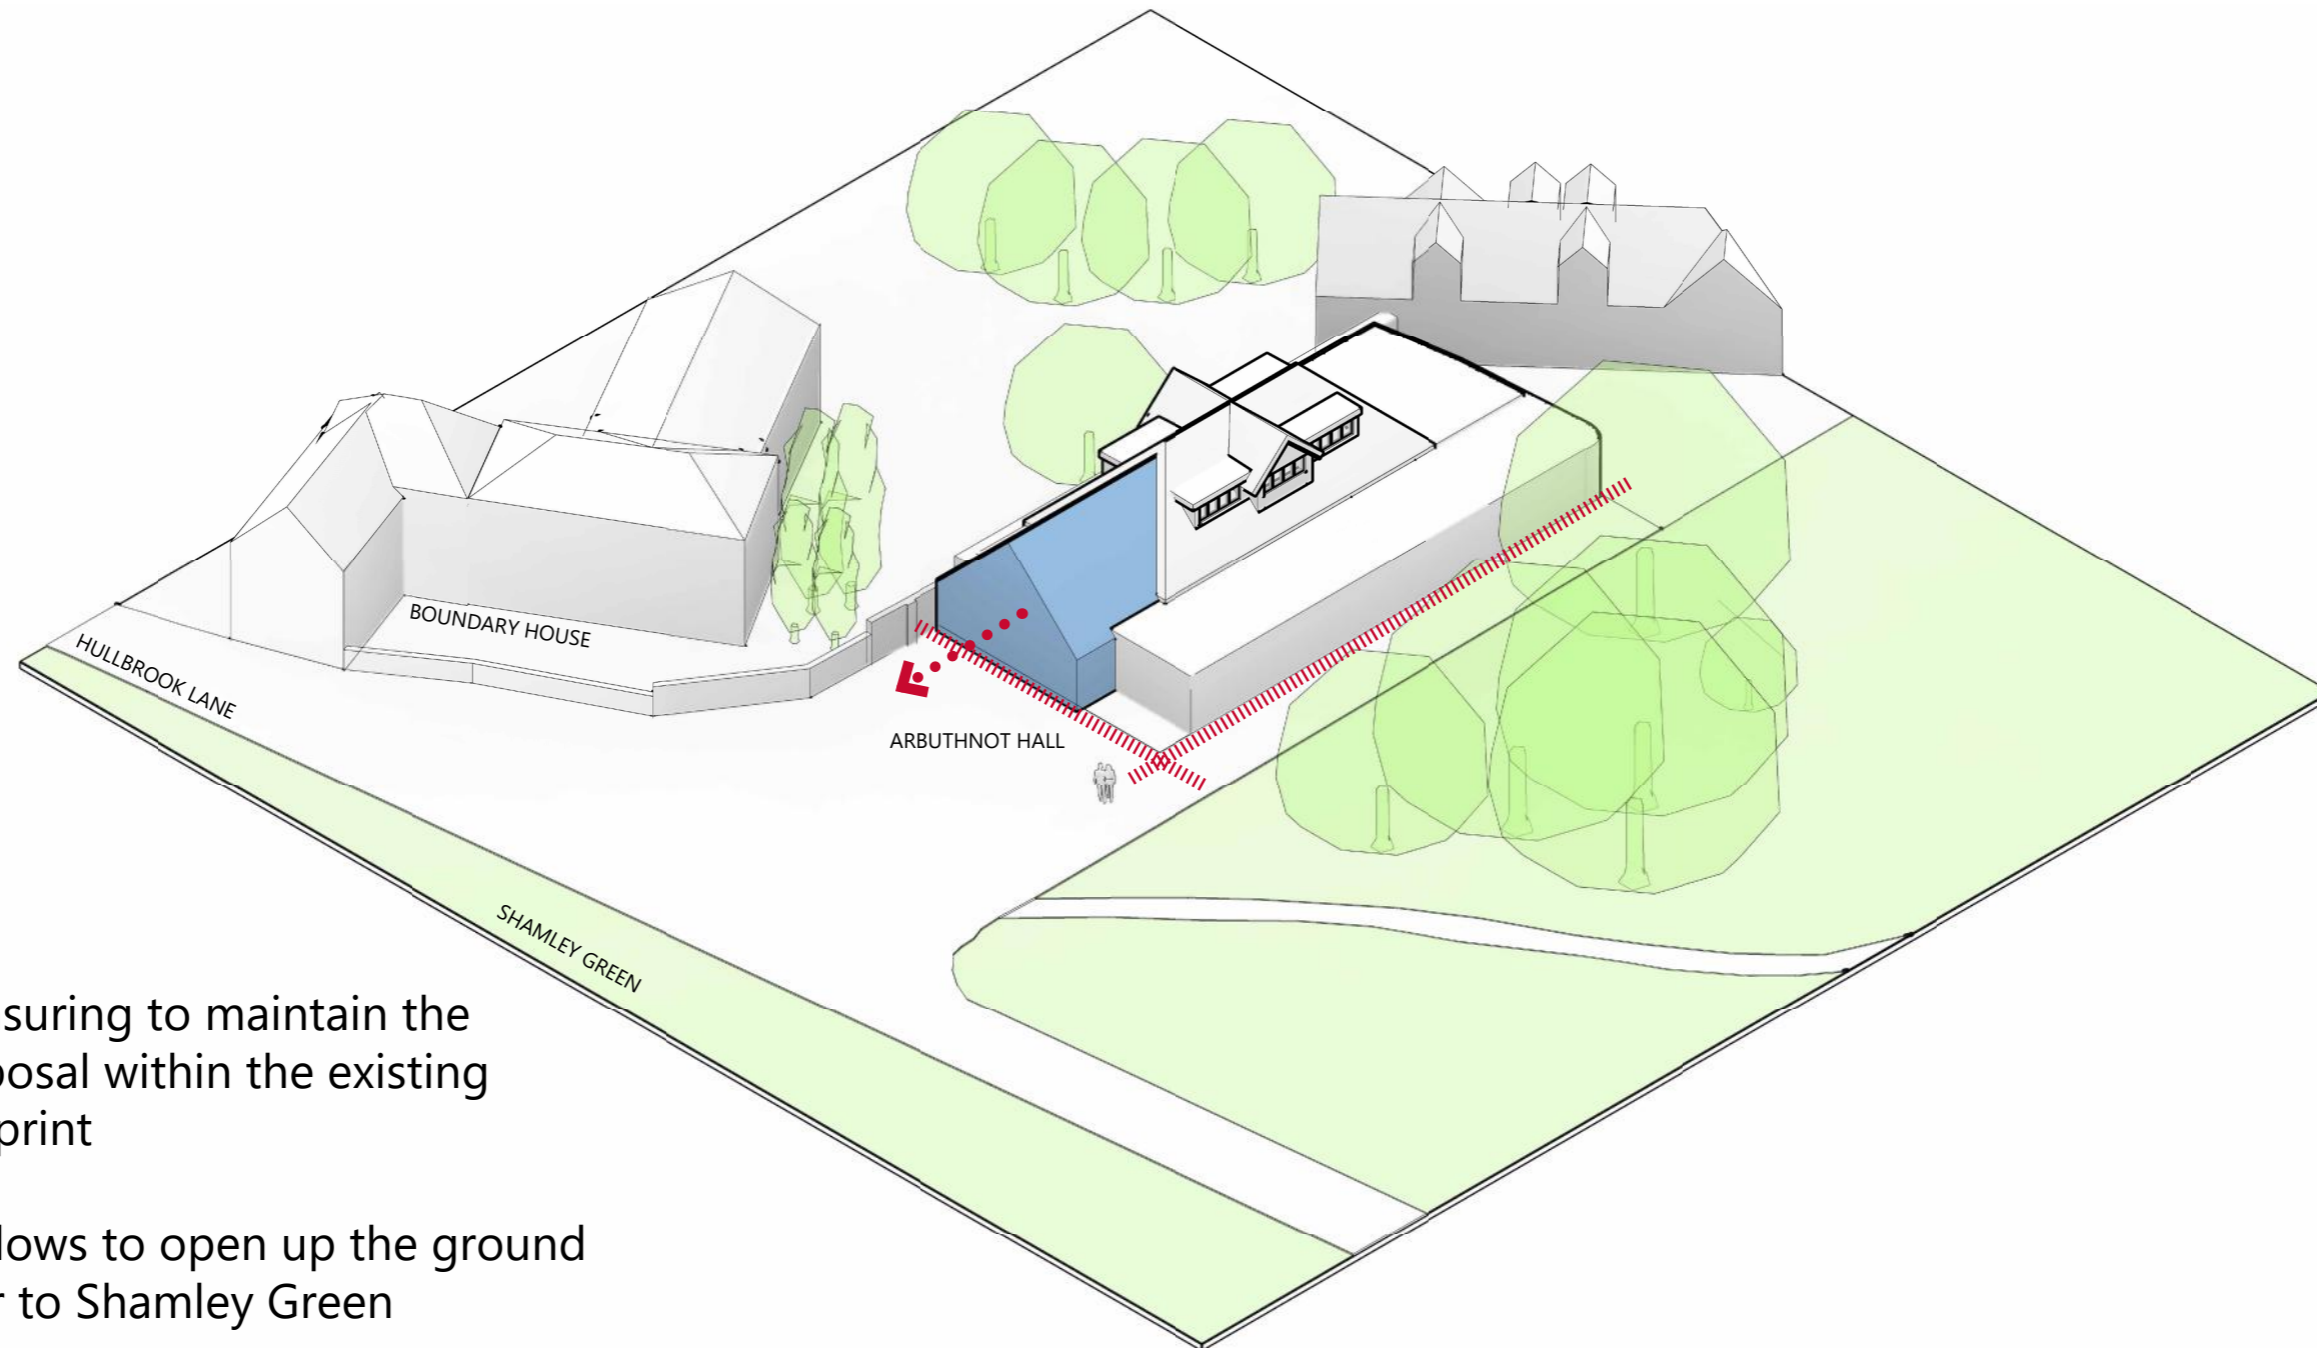 BOUNDARY HOUSE
HULLBROOK LANE
ARBUTHNOT HALL
SHAMLEY GREEN
suring to maintain the
posal within the existing
print
lows to open up the ground
r to Shamley Green